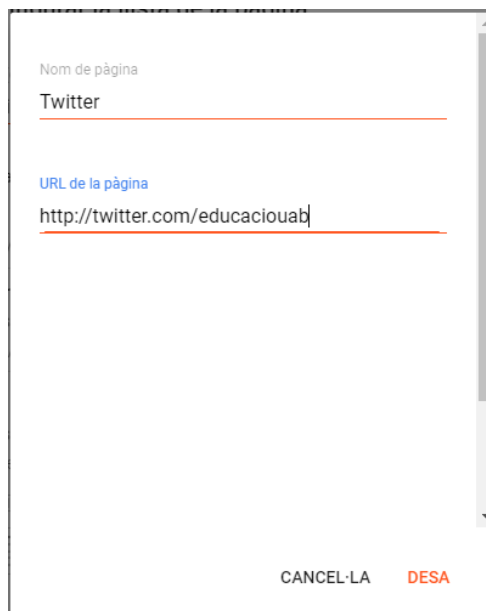 Nom de pàgina
Twitter
URL de la pàgina
http://twitter.com/educaciouab
CANCEL·LA DESA